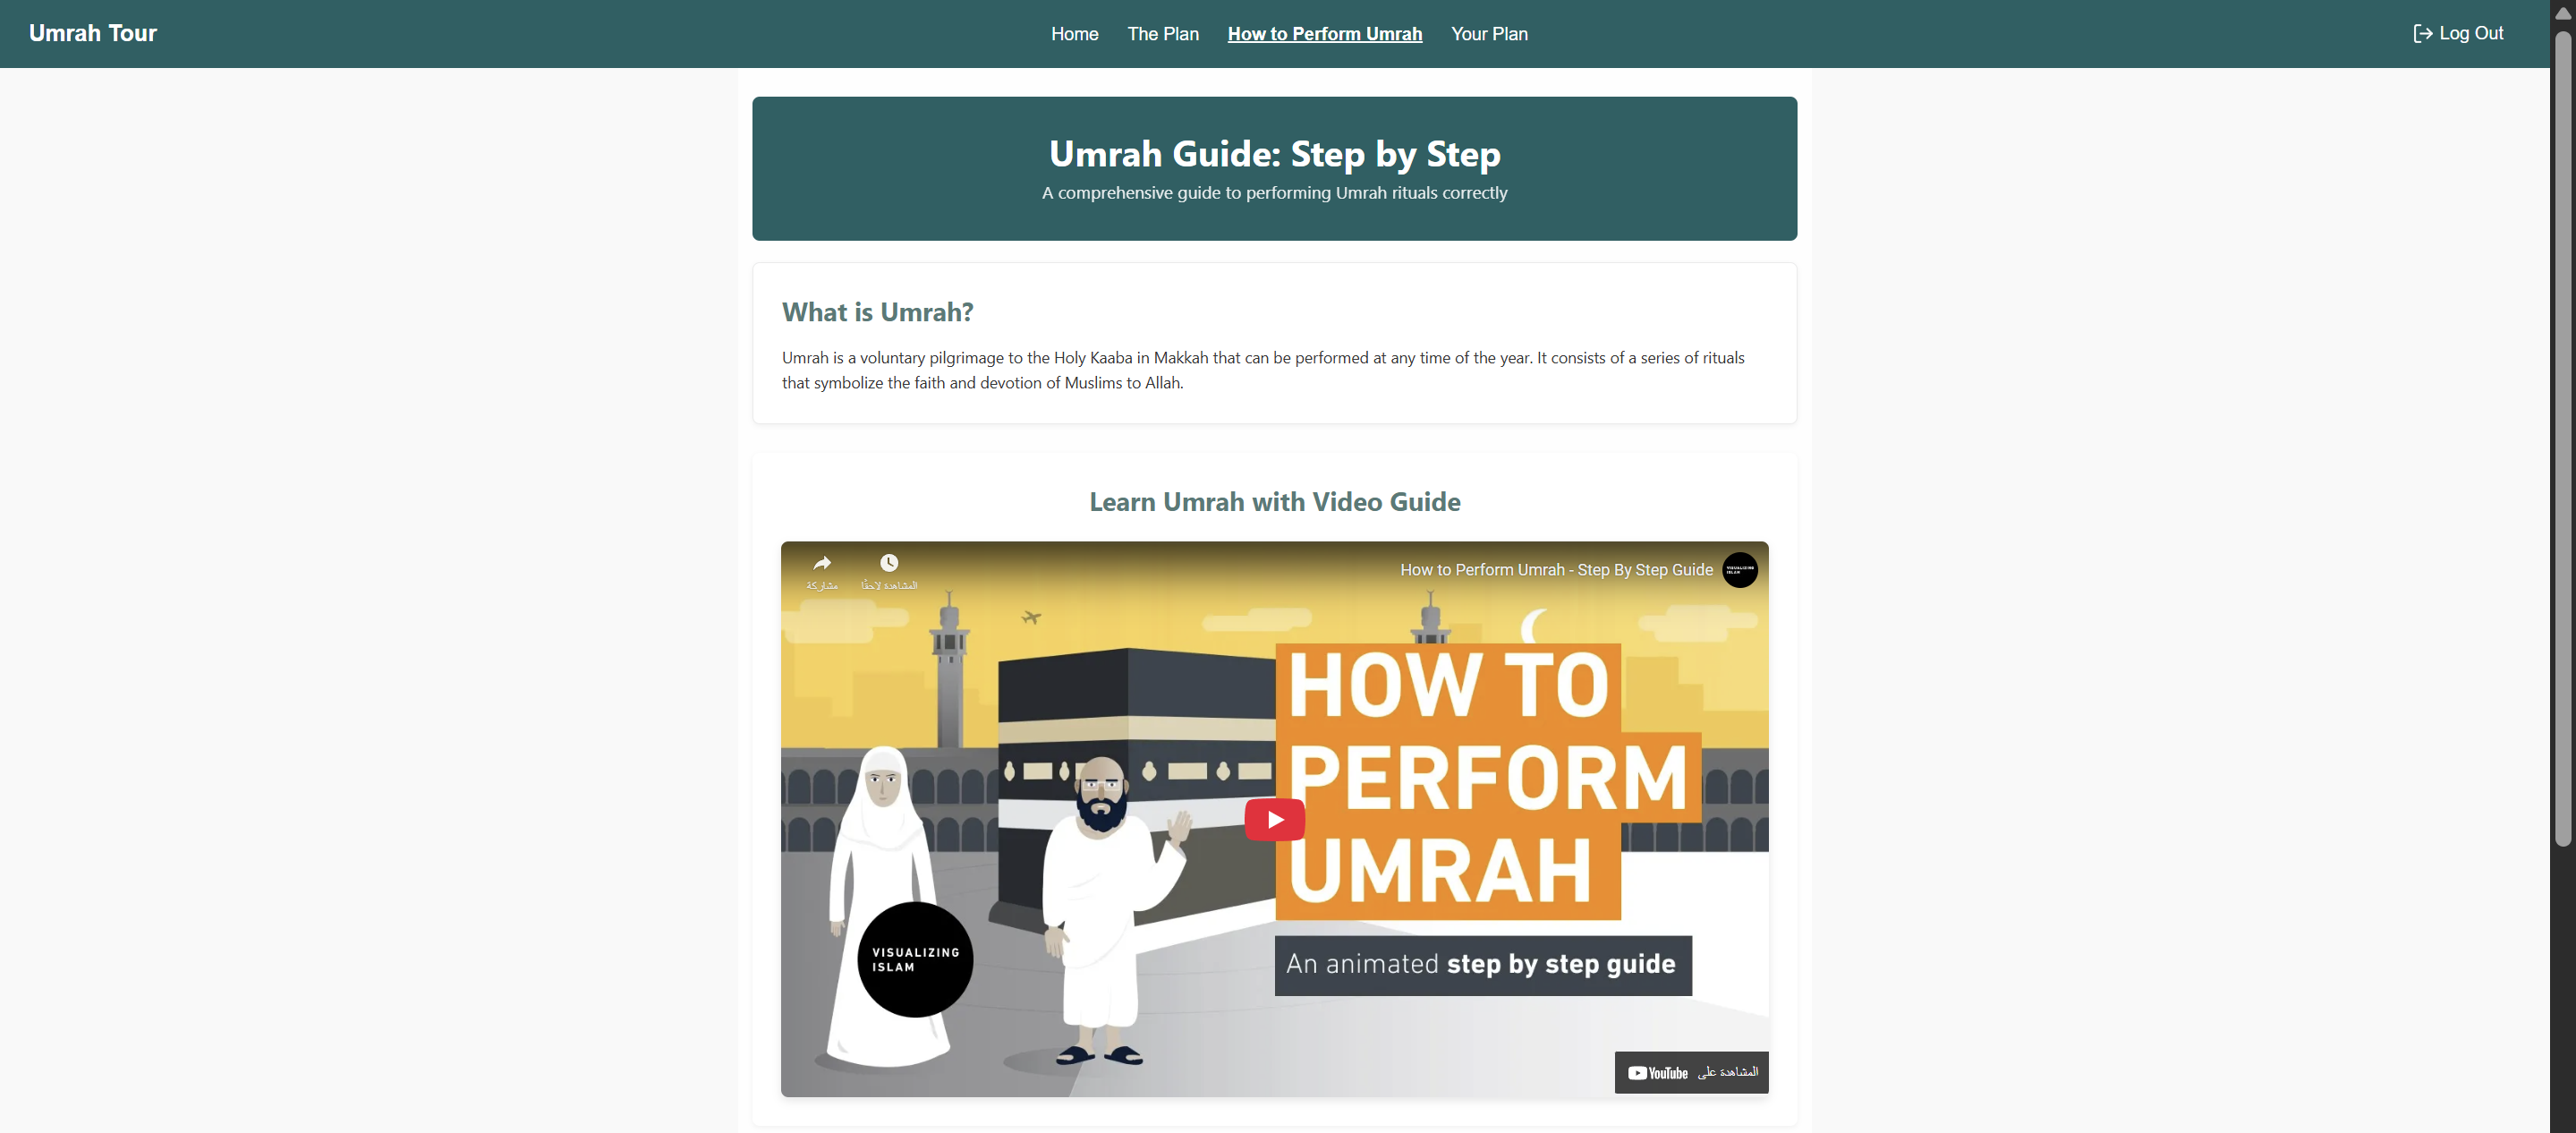 Umrah Tour
Home
The Plan
How to Perform Umrah
Your Plan
Log Out
Umrah Guide: Step by Step
A comprehensive guide to performing Umrah rituals correctly
What is Umrah?
Umrah is a voluntary pilgrimage to the Holy Kaaba in Makkah that can be performed at any time of the year. It consists of a series of rituals
that symbolize the faith and devotion of Muslims to Allah.
Learn Umrah with Video Guide
مشاركة
المشاهدة لاحقًا
How to Perform Umrah - Step By Step Guide
VISUALIZING
ISLAM
HOW TO
PERFORM
UMRAH
VISUALIZING
ISLAM
An animated step by step guide
المشاهدة على YouTube